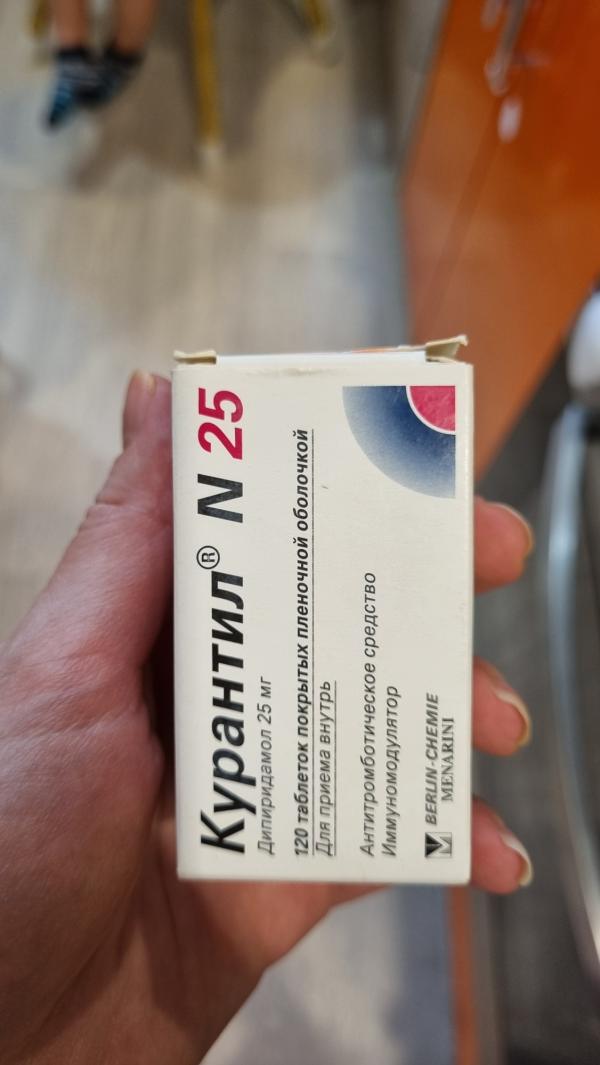 Курантил® N 25
Дипиридамол 25 мг
120 таблеток покрытых пленочной оболочкой
Для приема внутрь
Антитромботическое средство
Иммуномодулятор
BERLIN-CHEMIE
MENARINI